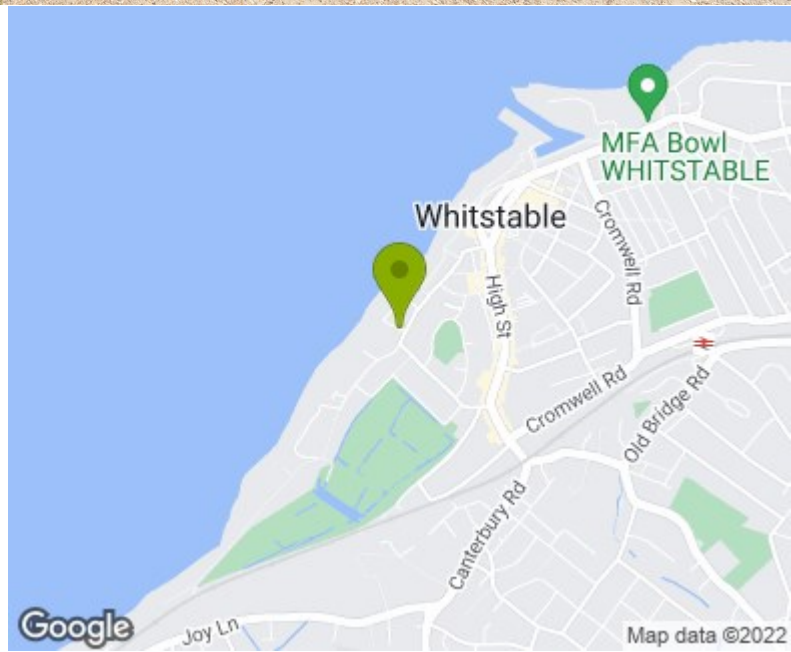 MFA Bowl
WHITSTABLE
Whitstable
Cromwell Rd
High St
Cromwell Rd
Old Bridge Rd
Canterbury Rd
Joy Ln
Google
Map data ©2022